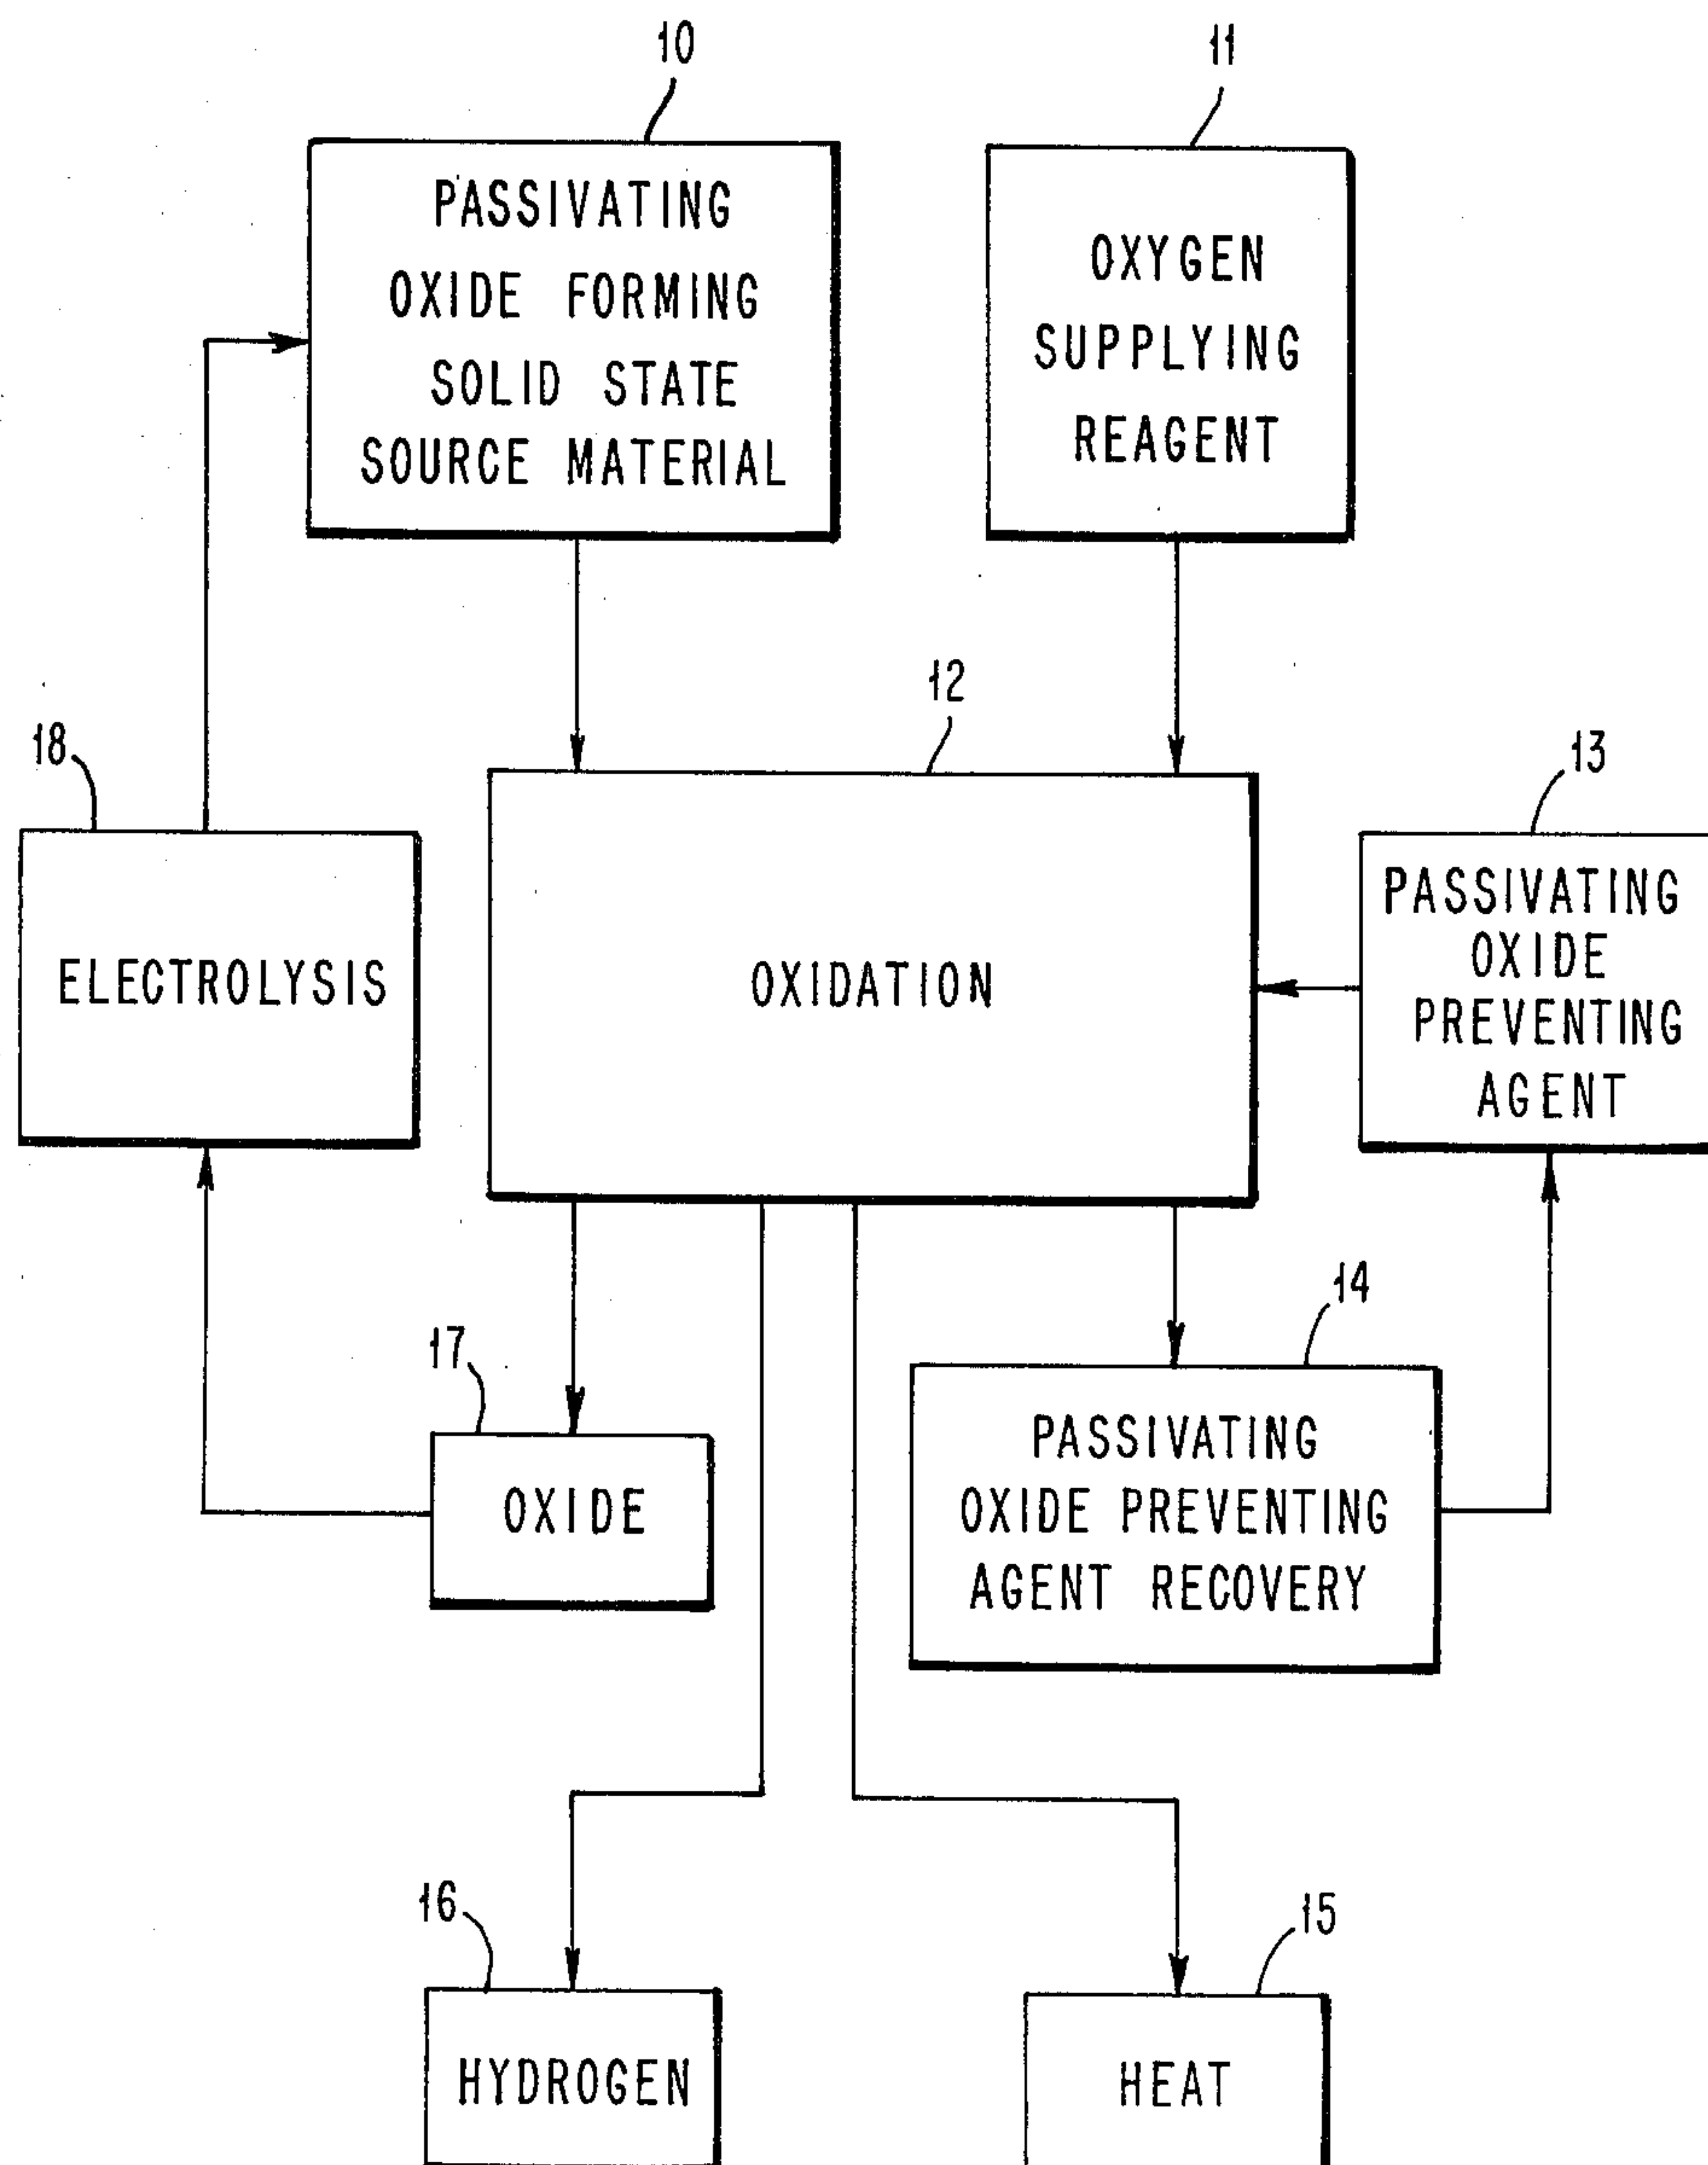 10
PASSIVATING
OXIDE FORMING
SOLID STATE
SOURCE MATERIAL
11
OXYGEN
SUPPLYING
REAGENT
12
OXIDATION
13
PASSIVATING
OXIDE
PREVENTING
AGENT
18
ELECTROLYSIS
17
OXIDE
14
PASSIVATING
OXIDE PREVENTING
AGENT RECOVERY
16
HYDROGEN
15
HEAT